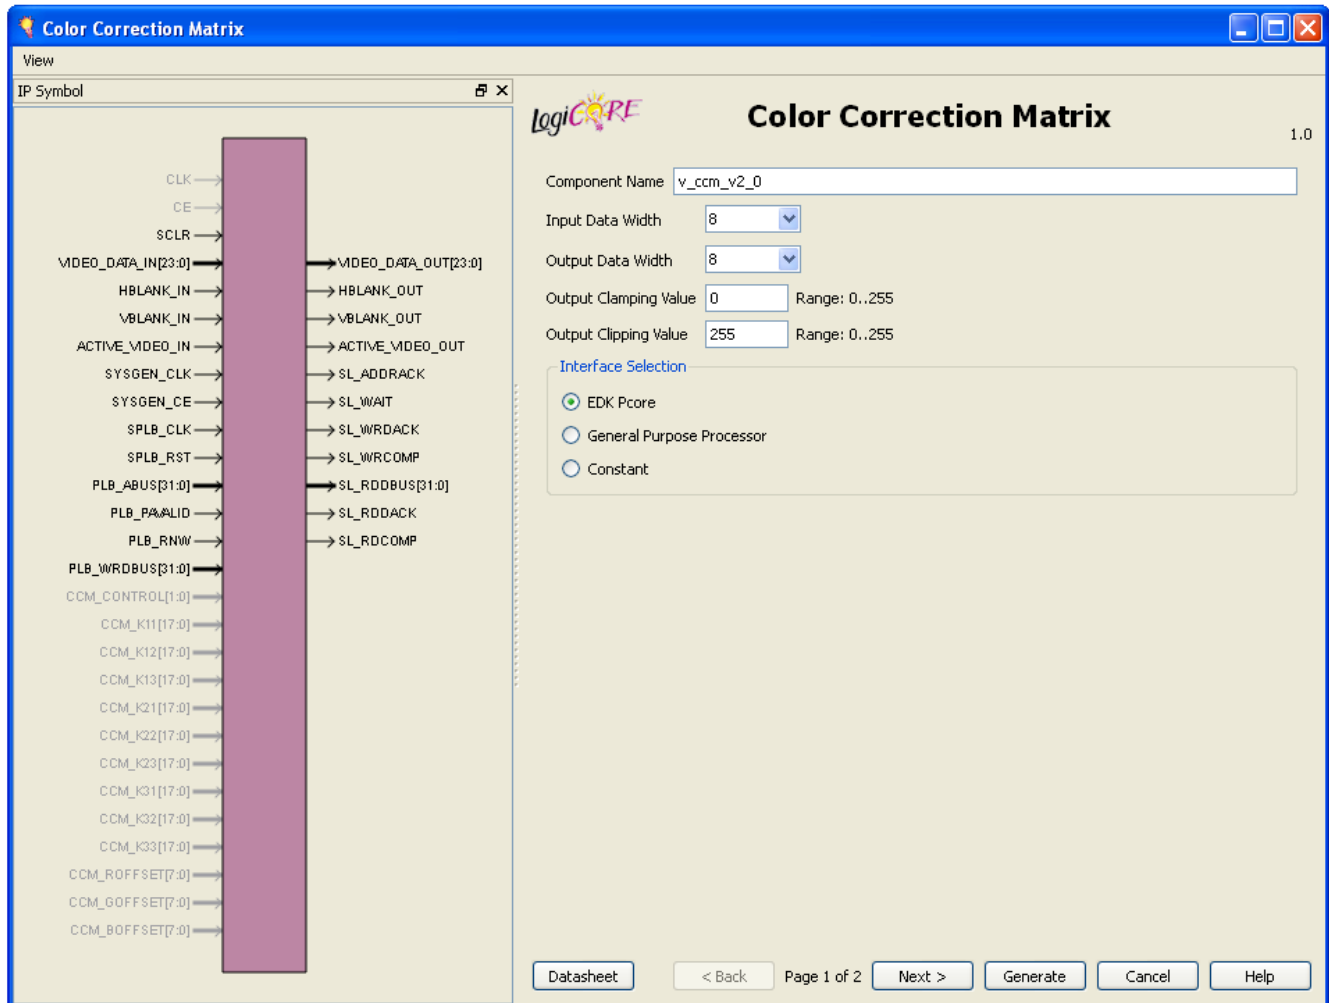 Color Correction Matrix
View
IP Symbol
CLK
CE
SCLR
VIDEO_DATA_IN[23:0]
HBLANK_IN
VBLANK_IN
ACTIVE_VIDEO_IN
SYSGEN_CLK
SYSGEN_CE
SPLB_CLK
SPLB_RST
PLB_ABUS[31:0]
PLB_PAVALID
PLB_RNW
PLB_WRDBUS[31:0]
CCM_CONTROL[1:0]
CCM_K11[17:0]
CCM_K12[17:0]
CCM_K13[17:0]
CCM_K21[17:0]
CCM_K22[17:0]
CCM_K23[17:0]
CCM_K31[17:0]
CCM_K32[17:0]
CCM_K33[17:0]
CCM_ROFFSET[7:0]
CCM_GOFFSET[7:0]
CCM_BOFFSET[7:0]
VIDEO_DATA_OUT[23:0]
HBLANK_OUT
VBLANK_OUT
ACTIVE_VIDEO_OUT
SL_ADDRACK
SL_WAIT
SL_WRDACK
SL_WRCOMP
SL_RDDBUS[31:0]
SL_RDDACK
SL_RDCOMP
LogiCORE
Color Correction Matrix
1.0
Component Name v_ccm_v2_0
Input Data Width 8
Output Data Width 8
Output Clamping Value 0 Range: 0..255
Output Clipping Value 255 Range: 0..255
Interface Selection
EDK Pcore
General Purpose Processor
Constant
Datasheet < Back Page 1 of 2 Next > Generate Cancel Help